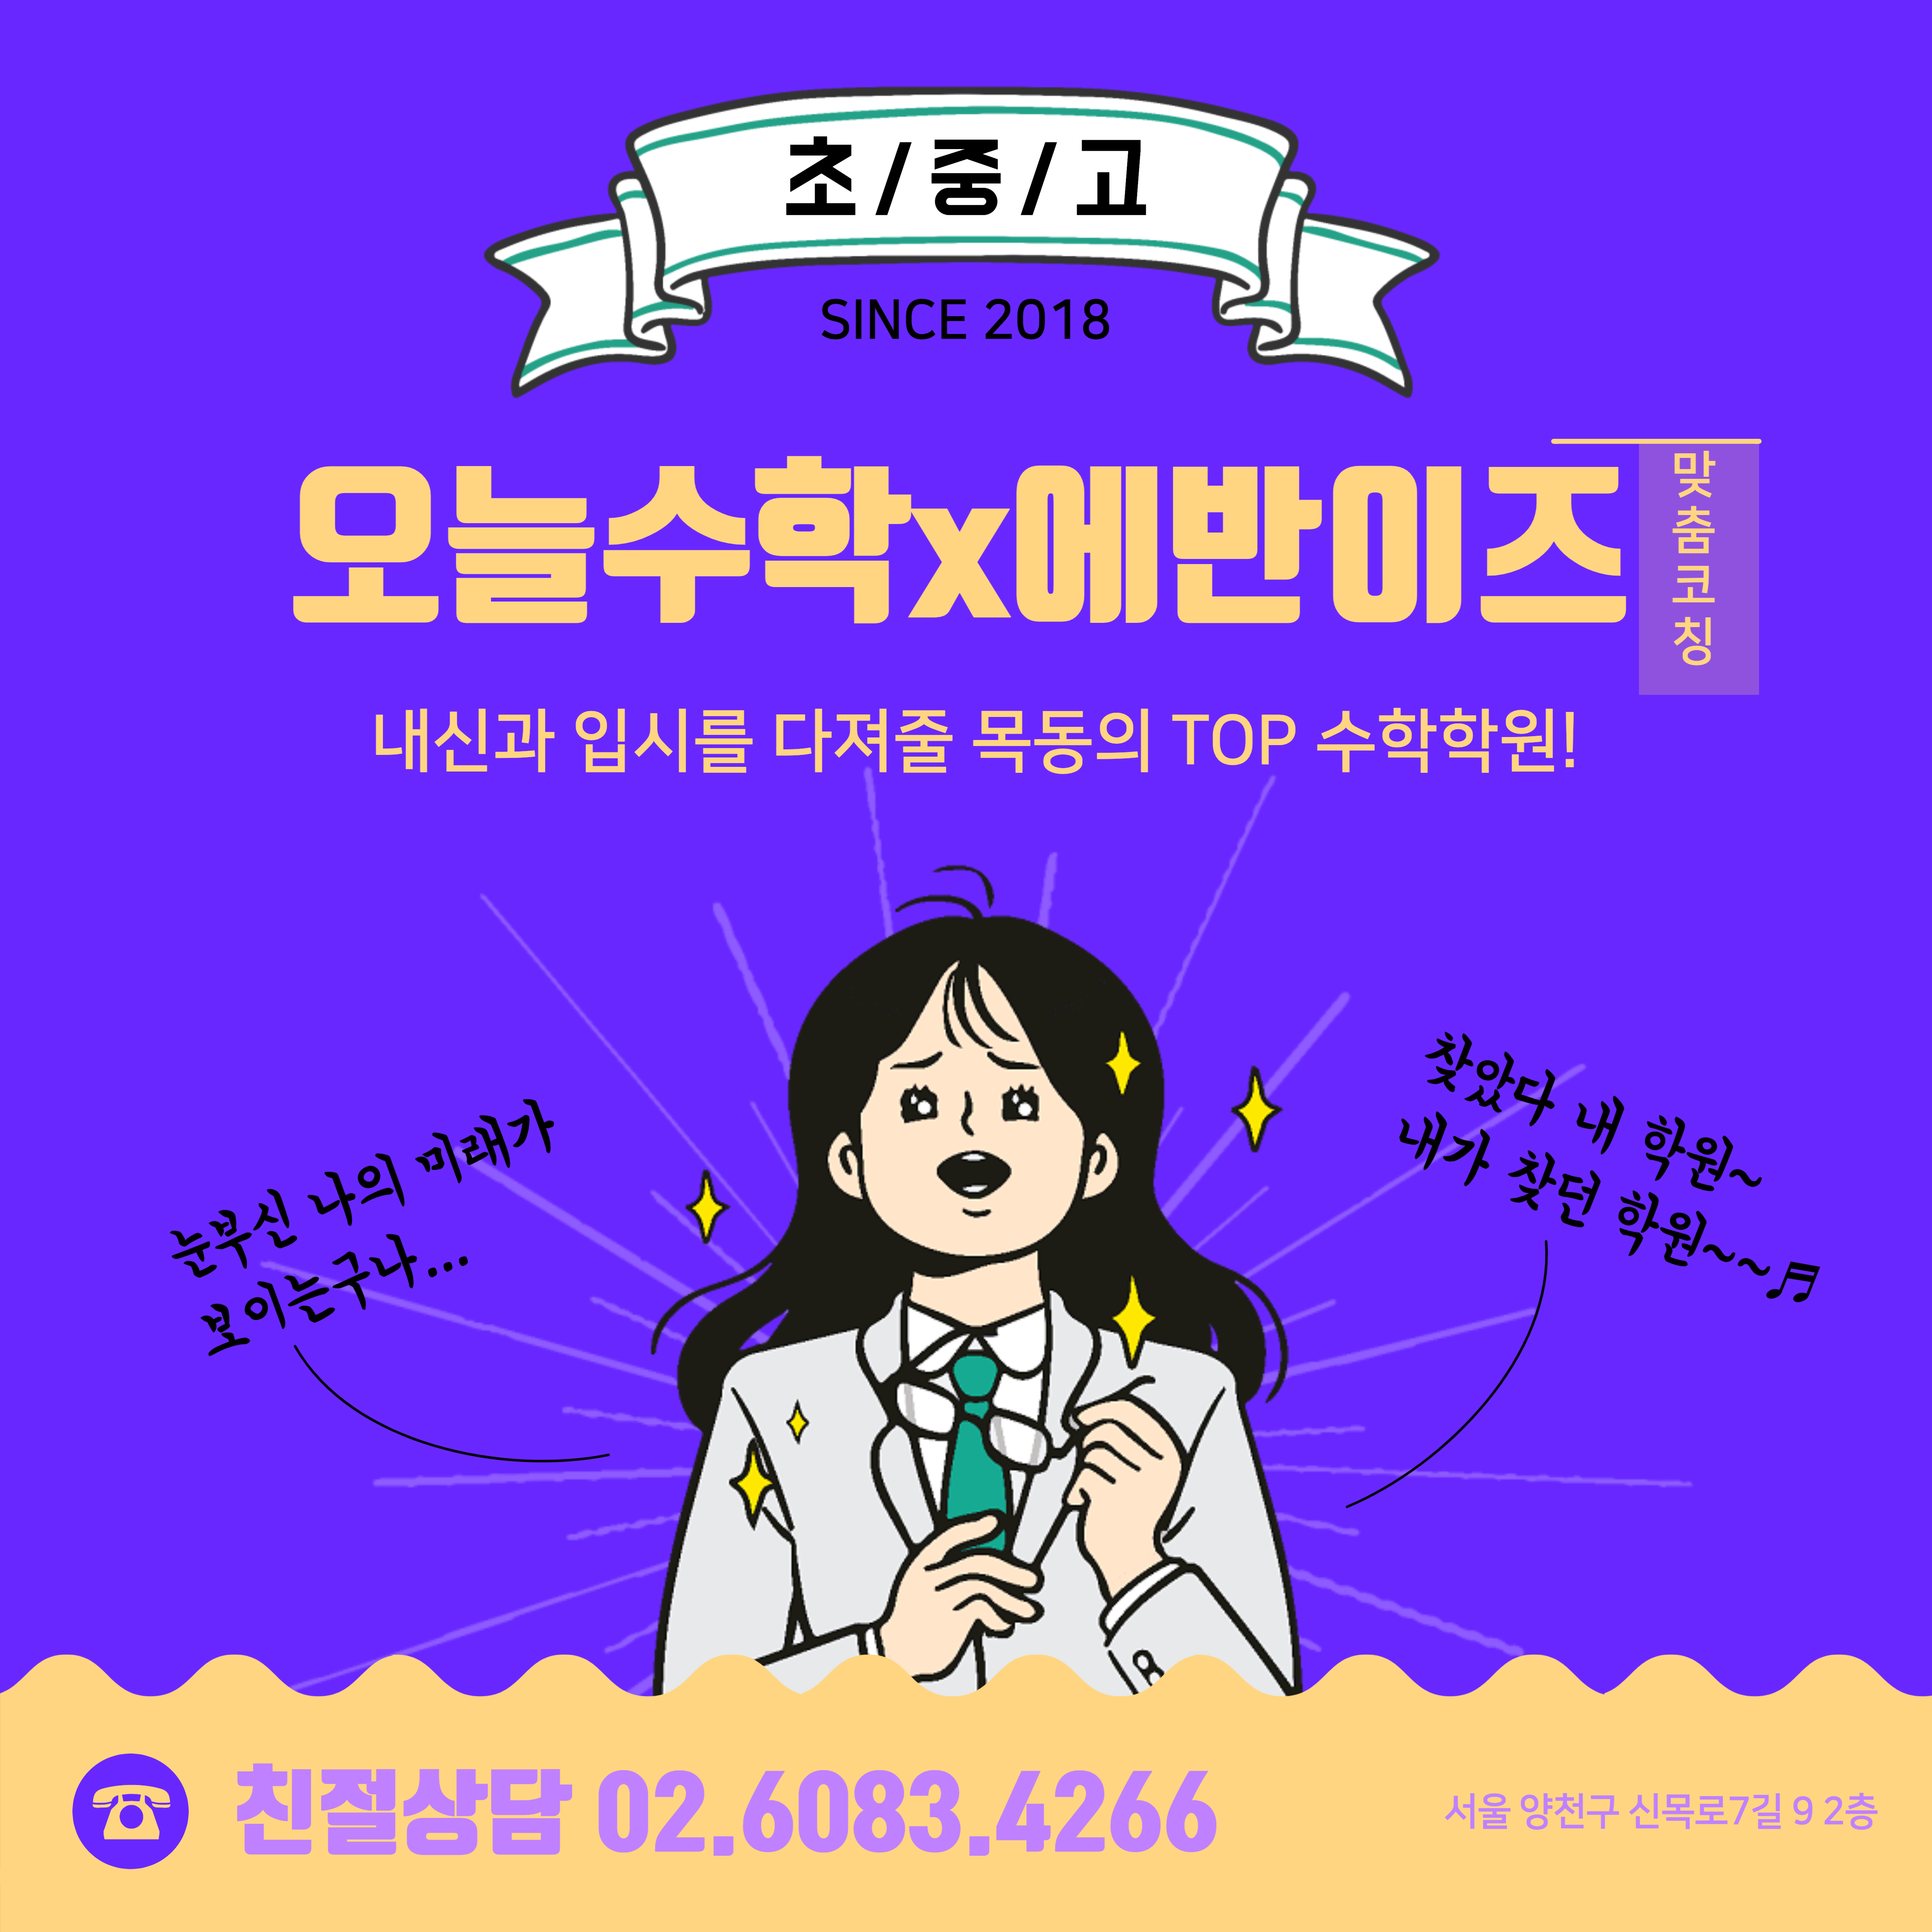 초/중/고
SINCE 2018
오늘수학x에반이즈
맞춤코칭
내신과 입시를 다져줄 목동의 TOP 수학학원!
찾았다 내 학원~
내가 찾던 학원~~♬
눈부신 나의 미래가
보이는구나...
친절상담 02.6083.4266
서울 양천구 신목로7길 9 2층